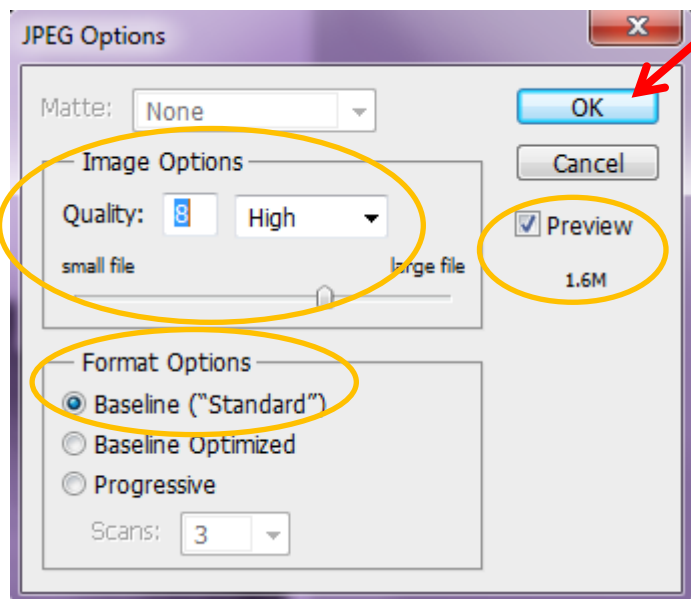 JPEG Options
Matte: None
OK
Image Options
Cancel
Quality: 8 High
Preview
small file large file
1.6M
Format Options
Baseline (“Standard”)
Baseline Optimized
Progressive
Scans: 3